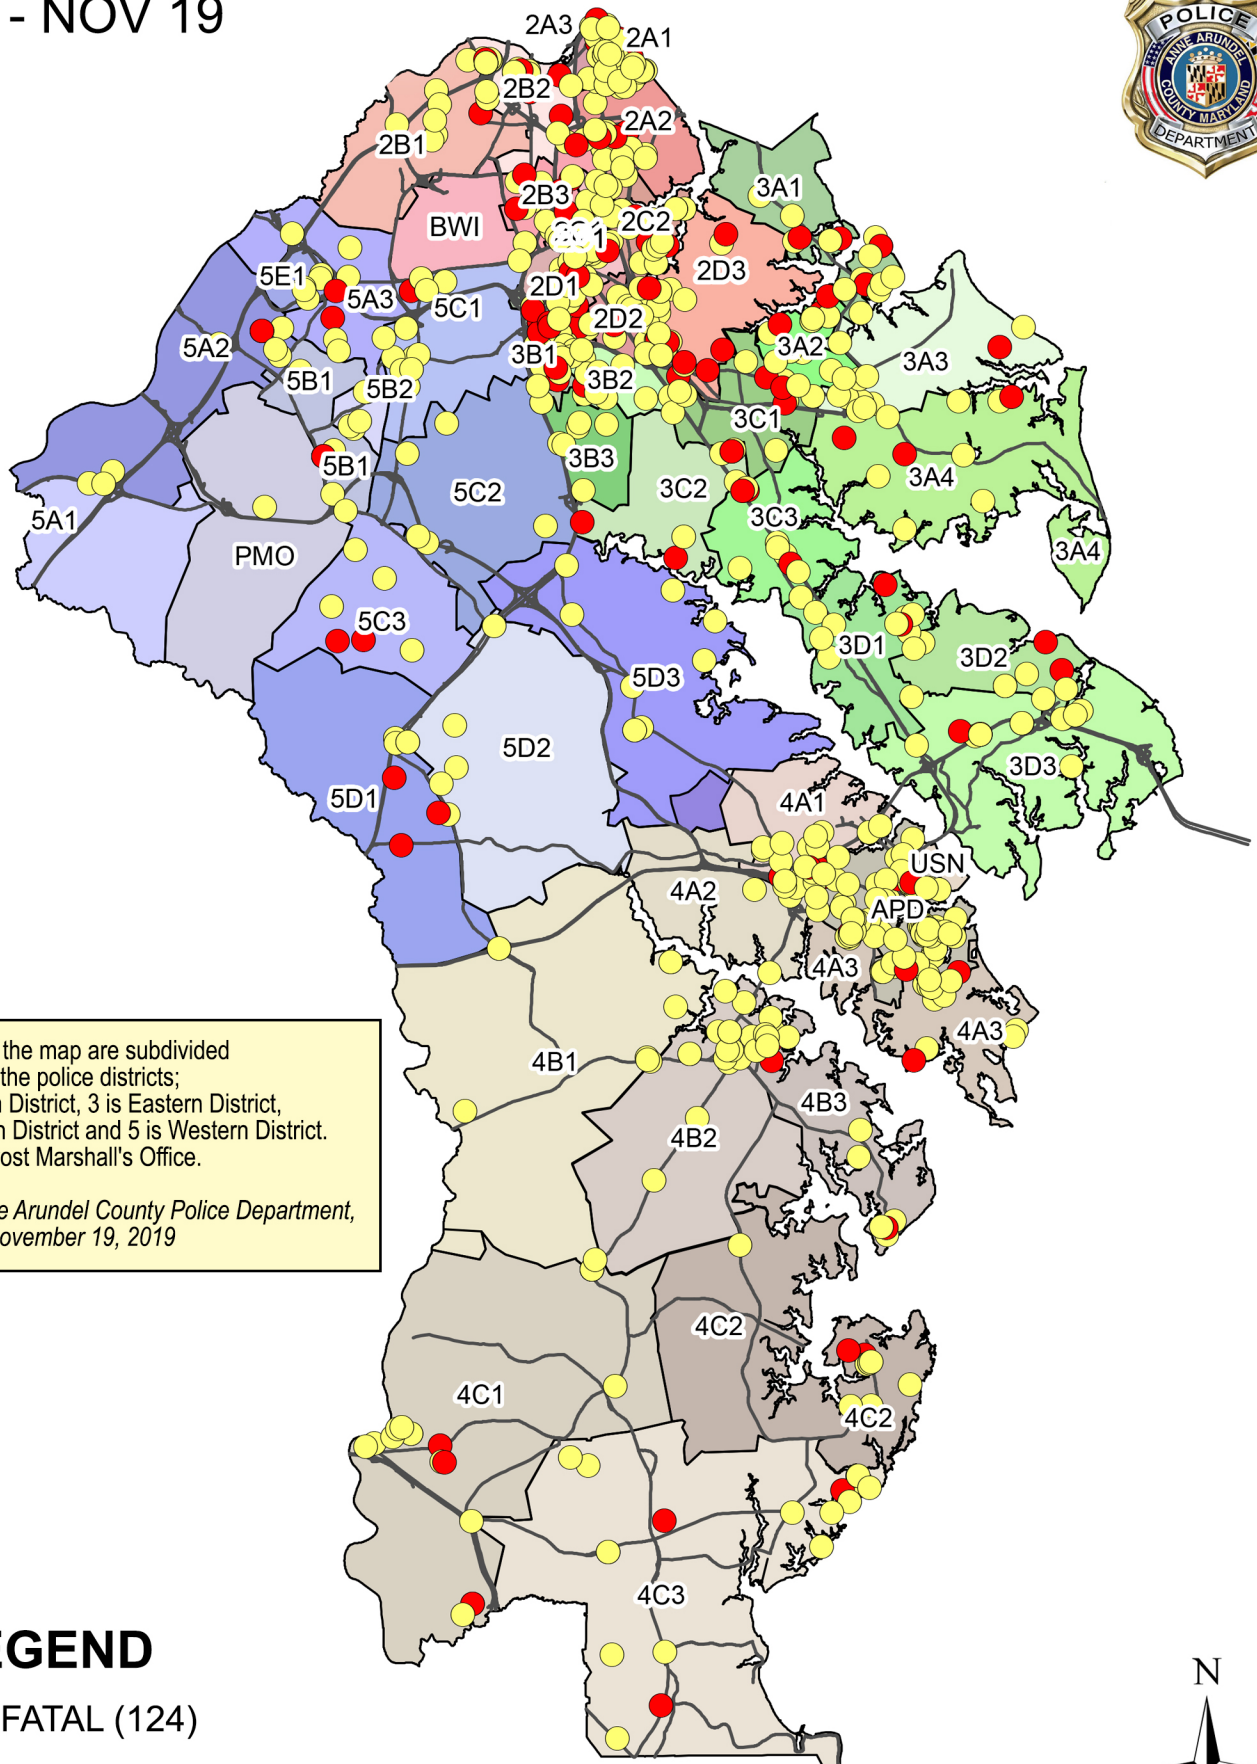 - NOV 19
POLICE
ANNE ARUNDEL
COUNTY MARYLAND
DEPARTMENT
2A3
2A1
2B2
2A2
2B1
3A1
2B3
BWI
2C2
2D3
5E1
5A3
2D1
5C1
2D2
5A2
3B1
3A2
3A3
5B1
5B2
3B2
3C1
3B3
5B1
5C2
3C2
3A4
5A1
3C3
PMO
3A4
5C3
3D1
3D2
5D3
5D2
3D3
5D1
4A1
USN
4A2
APD
4A3
4A3
the map are subdivided
the police districts;
District, 3 is Eastern District,
District and 5 is Western District.
ost Marshall's Office.
e Arundel County Police Department,
ovember 19, 2019
4B1
4B3
4B2
4C2
4C1
4C2
4C3
EGEND
FATAL (124)
N